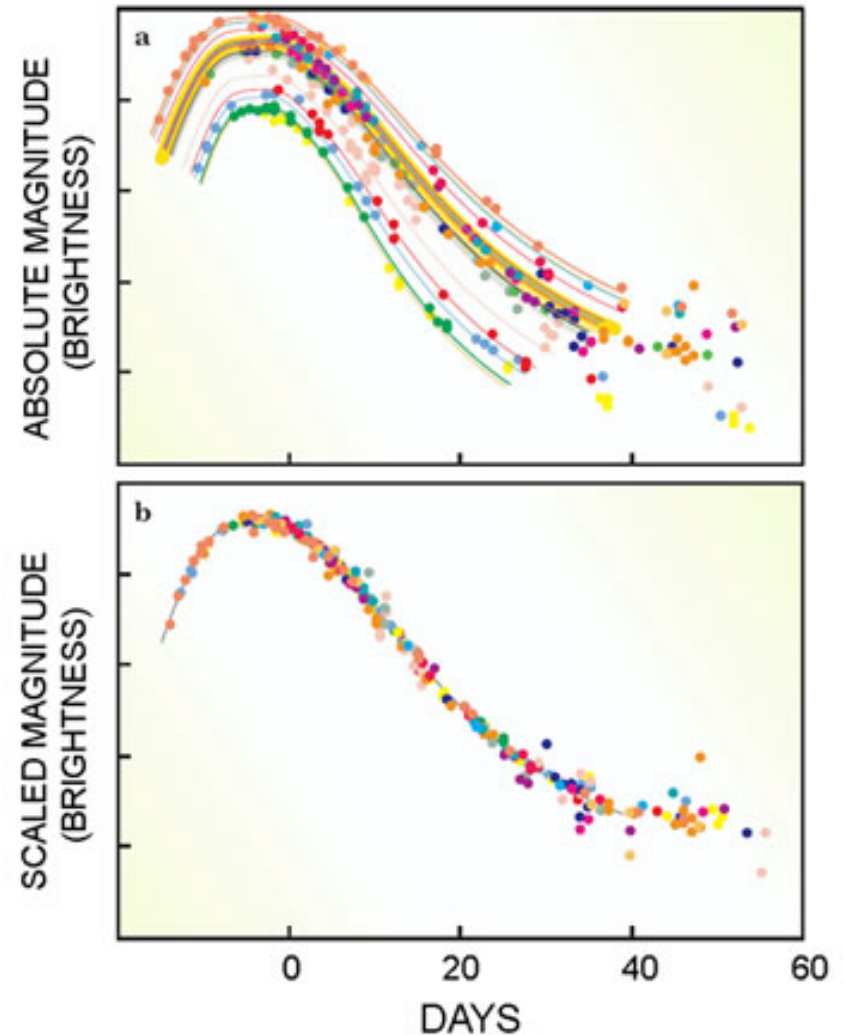 a
ABSOLUTE MAGNITUDE
(BRIGHTNESS)
b
SCALED MAGNITUDE
(BRIGHTNESS)
0 20 40 60
DAYS